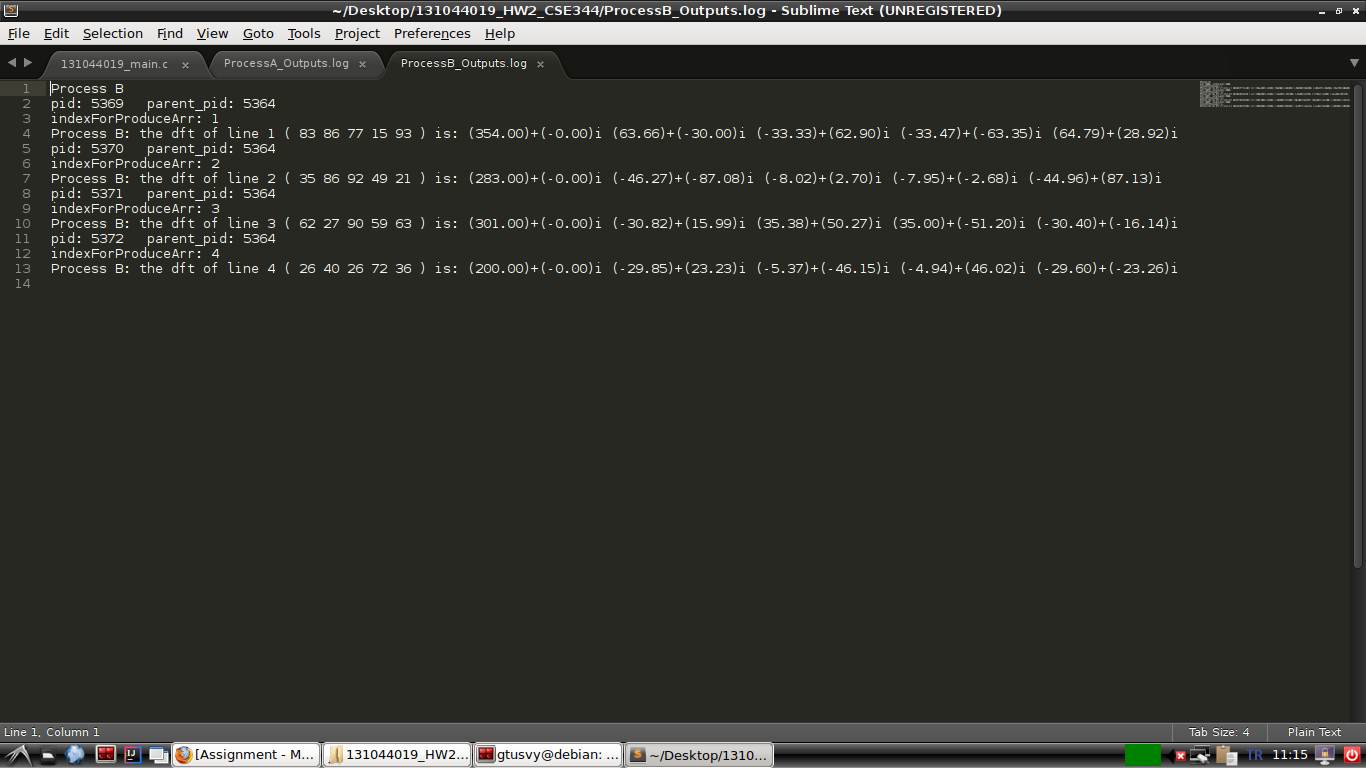 ~/Desktop/131044019_HW2_CSE344/ProcessB_Outputs.log - Sublime Text (UNREGISTERED)
File Edit Selection Find View Goto Tools Project Preferences Help
131044019_main.c × ProcessA_Outputs.log × ProcessB_Outputs.log ×
1 Process B
2 pid: 5369 parent_pid: 5364
3 indexForProduceArr: 1
4 Process B: the dft of line 1 ( 83 86 77 15 93 ) is: (354.00)+(-0.00)i (63.66)+(-30.00)i (-33.33)+(62.90)i (-33.47)+(-63.35)i (64.79)+(28.92)i
5 pid: 5370 parent_pid: 5364
6 indexForProduceArr: 2
7 Process B: the dft of line 2 ( 35 86 92 49 21 ) is: (283.00)+(-0.00)i (-46.27)+(-87.08)i (-8.02)+(2.70)i (-7.95)+(-2.68)i (-44.96)+(87.13)i
8 pid: 5371 parent_pid: 5364
9 indexForProduceArr: 3
10 Process B: the dft of line 3 ( 62 27 90 59 63 ) is: (301.00)+(-0.00)i (-30.82)+(15.99)i (35.38)+(50.27)i (35.00)+(-51.20)i (-30.40)+(-16.14)i
11 pid: 5372 parent_pid: 5364
12 indexForProduceArr: 4
13 Process B: the dft of line 4 ( 26 40 26 72 36 ) is: (200.00)+(-0.00)i (-29.85)+(23.23)i (-5.37)+(-46.15)i (-4.94)+(46.02)i (-29.60)+(-23.26)i
14
Line 1, Column 1 Tab Size: 4 Plain Text
[Assignment - M... 131044019_HW2... gtusvy@debian: ... ~/Desktop/1310... TR 11:15